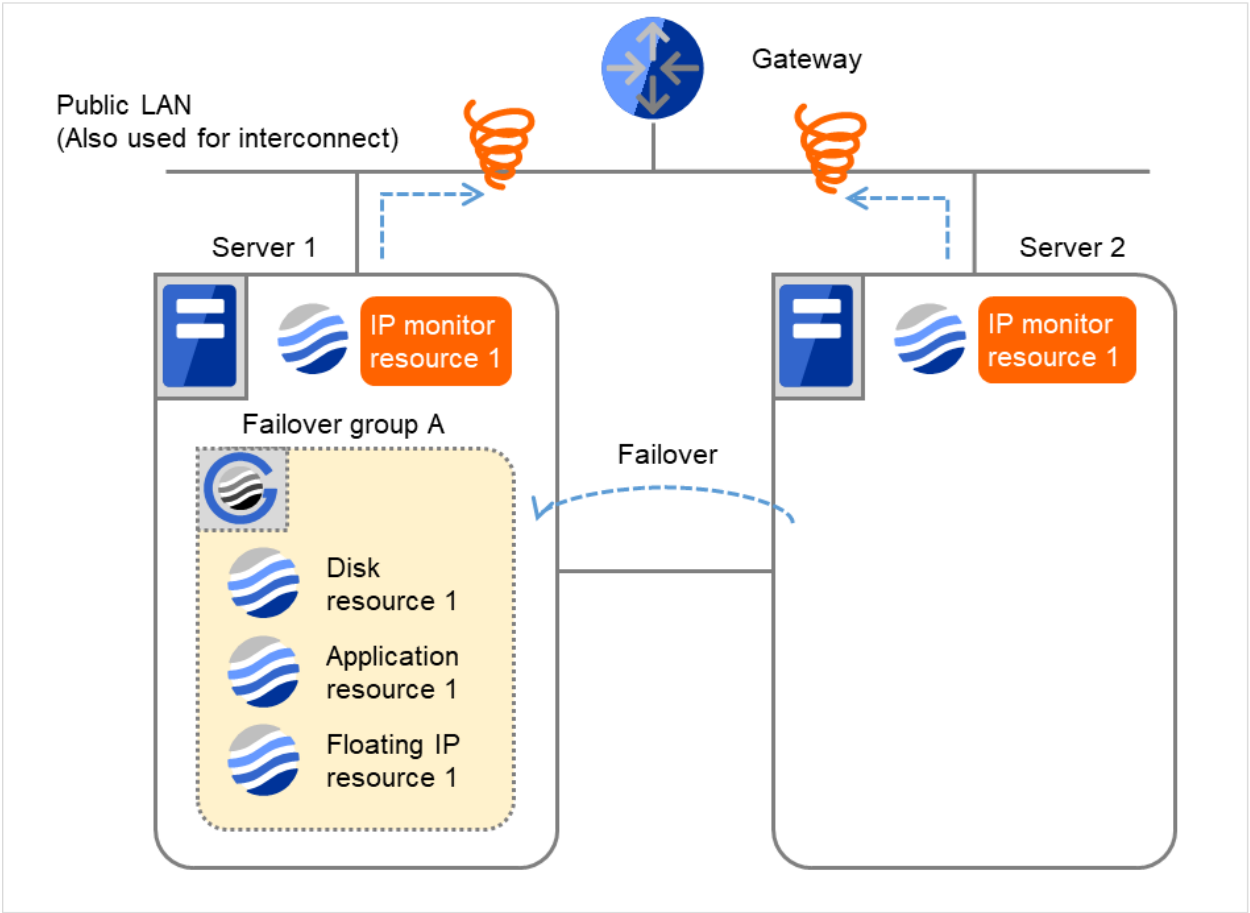 Gateway
Public LAN
(Also used for interconnect)
Server 1
Server 2
IP monitor
resource 1
IP monitor
resource 1
Failover group A
Failover
Disk
resource 1
Application
resource 1
Floating IP
resource 1